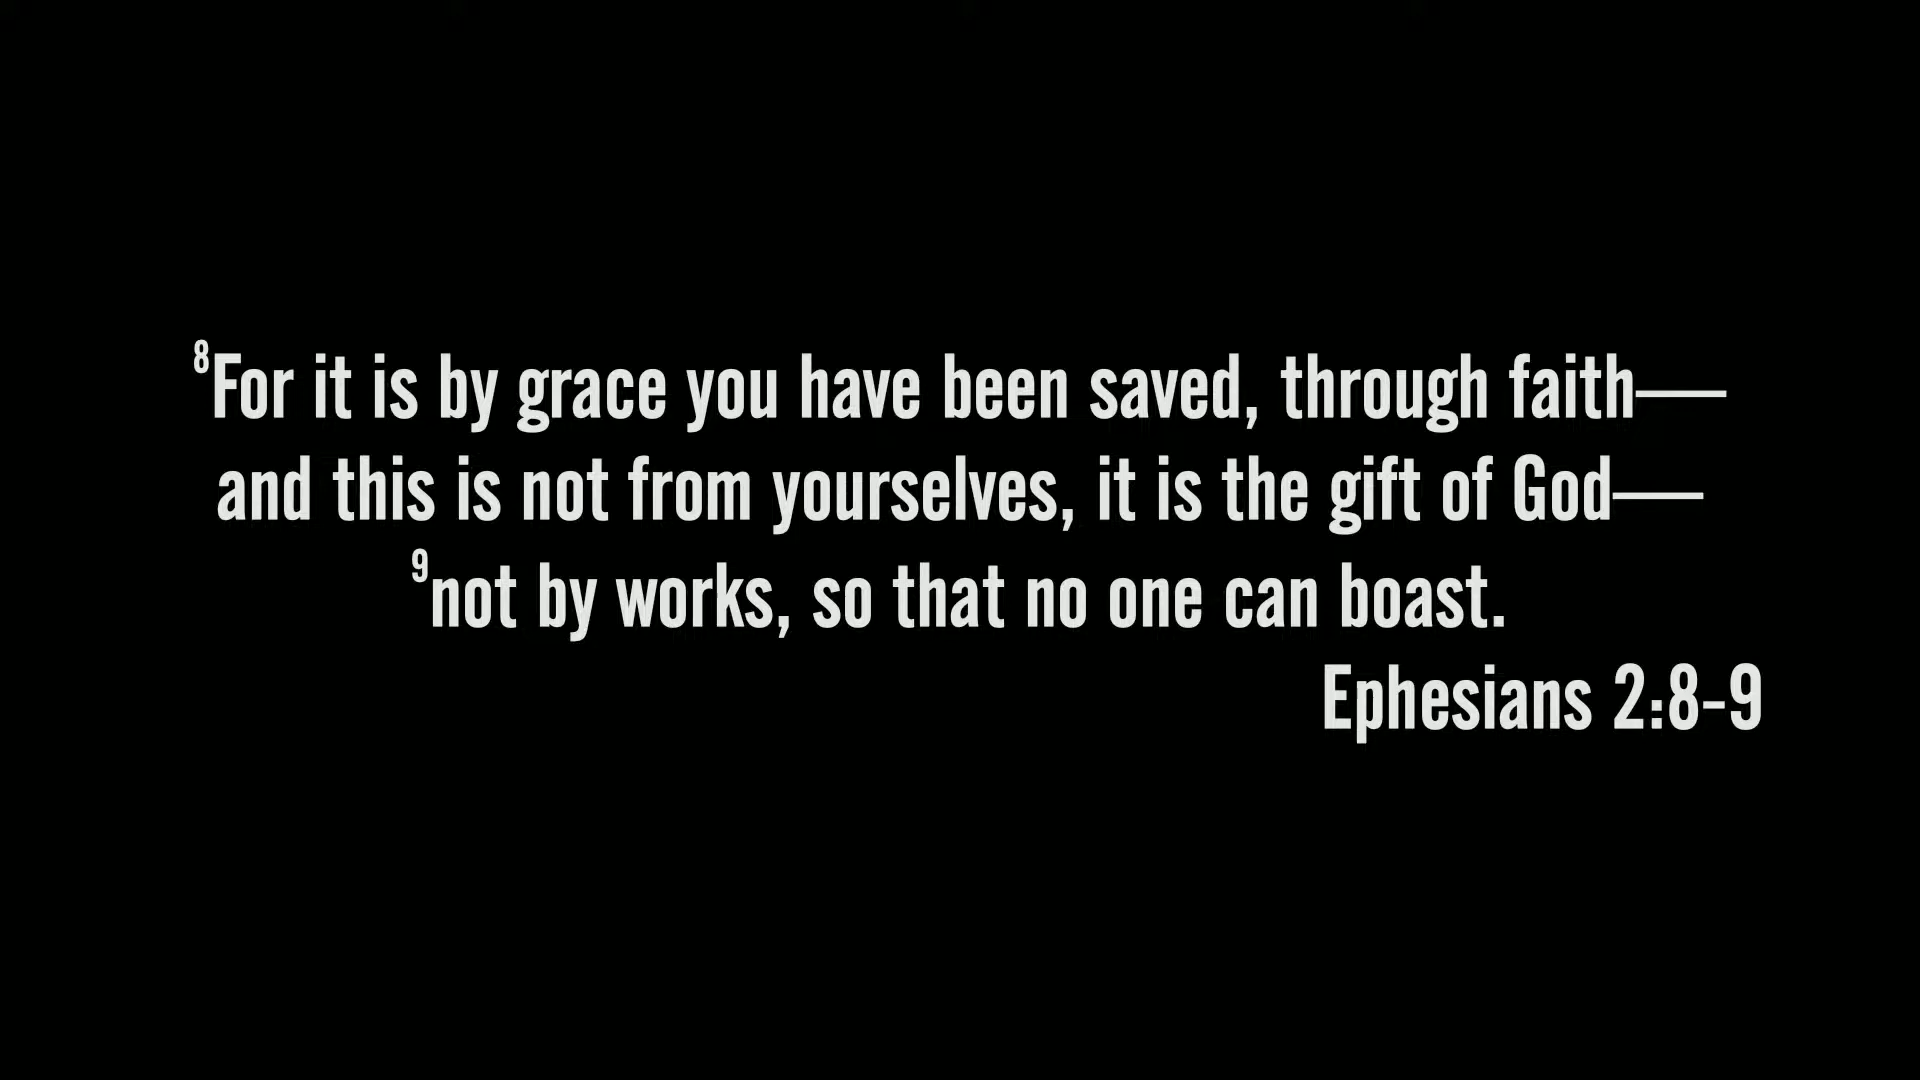 ⁸For it is by grace you have been saved, through faith—
and this is not from yourselves, it is the gift of God—
⁹not by works, so that no one can boast.
Ephesians 2:8-9